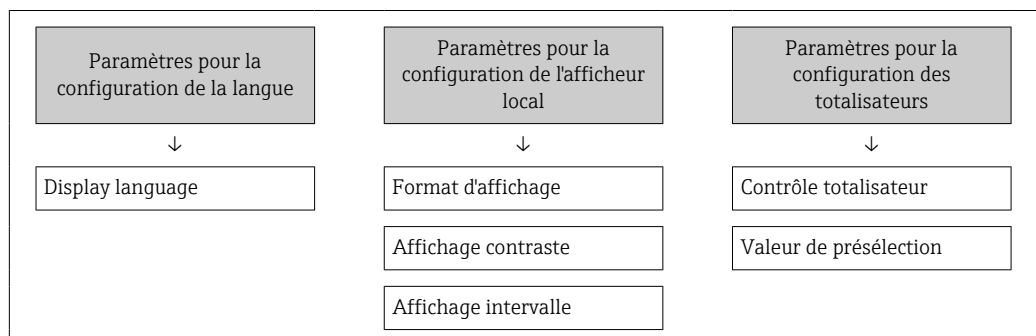 Paramètres pour la
configuration de la langue
↓
Display language
Paramètres pour la
configuration de l'afficheur
local
↓
Format d'affichage
Affichage contraste
Affichage intervalle
Paramètres pour la
configuration des
totalisateurs
↓
Contrôle totalisateur
Valeur de présélection